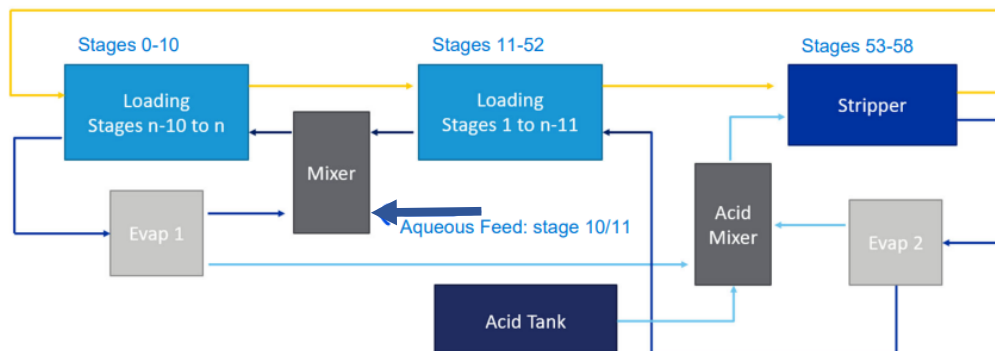 Stages 0-10
Stages 11-52
Stages 53-58
Loading
Stages n-10 to n
Loading
Stages 1 to n-11
Stripper
Mixer
Aqueous Feed: stage 10/11
Evap 1
Acid
Mixer
Evap 2
Acid Tank